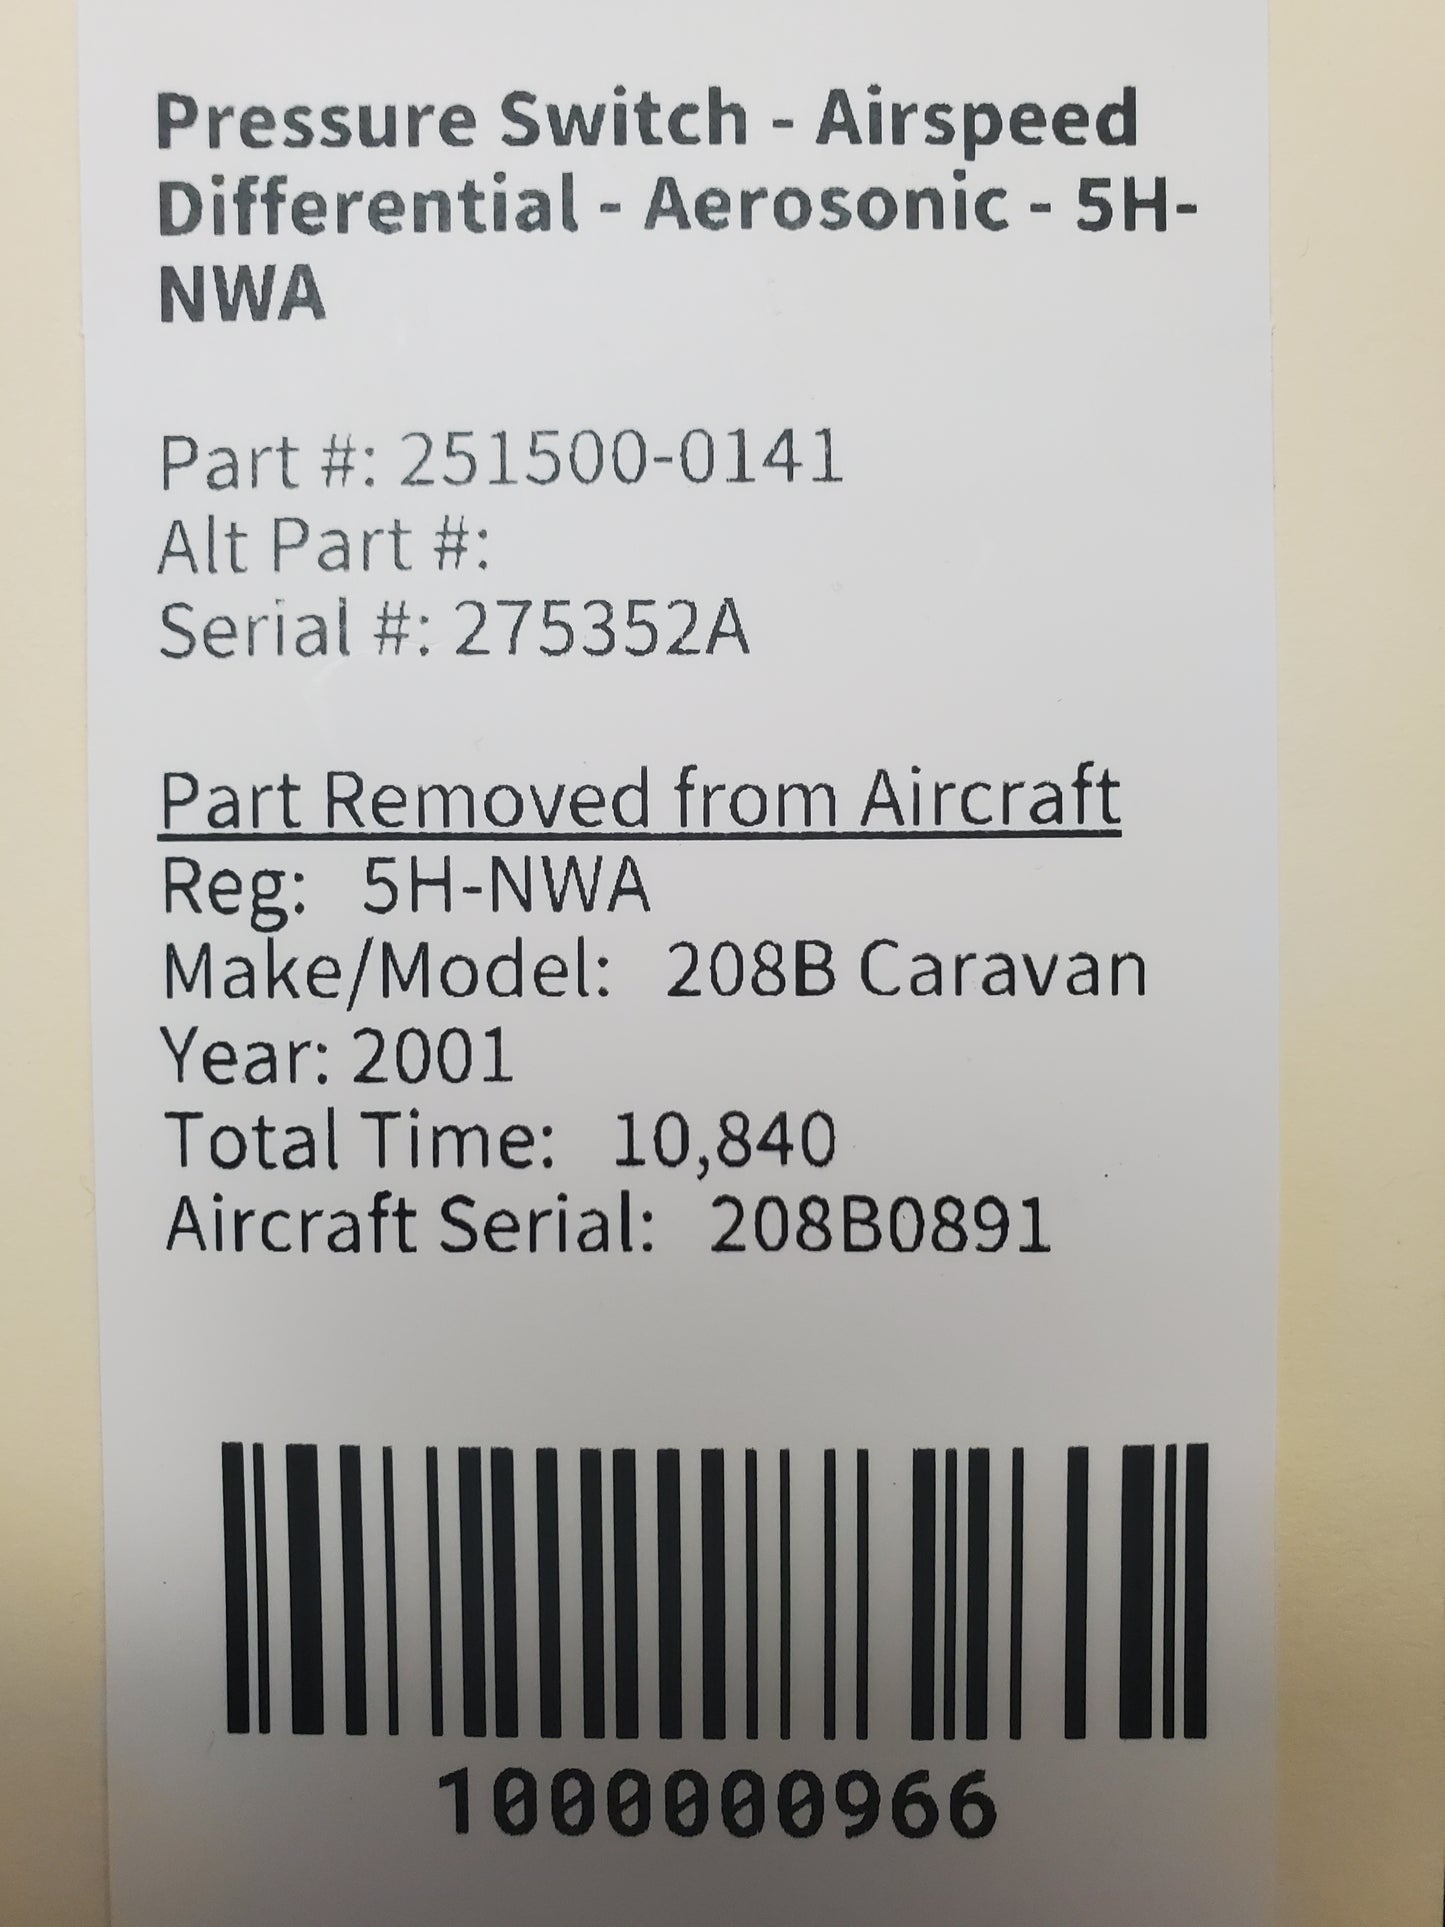 Pressure Switch - Airspeed
Differential - Aerosonic - 5H-
NWA
Part #: 251500-0141
Alt Part #:
Serial #: 275352A
Part Removed from Aircraft
Reg: 5H-NWA
Make/Model: 208B Caravan
Year: 2001
Total Time: 10,840
Aircraft Serial: 208B0891
1000000966